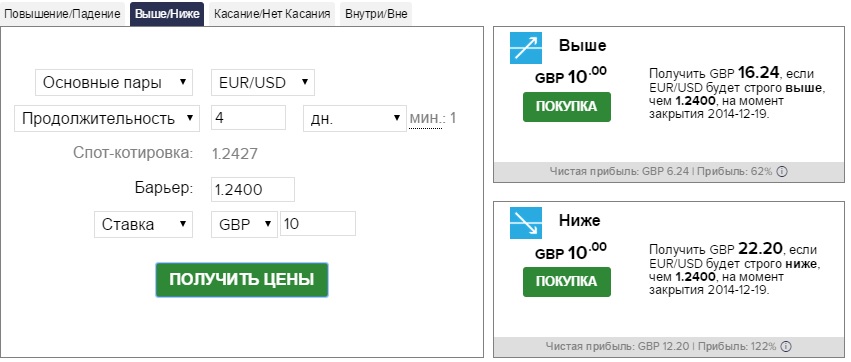 Повышение/Падение Выше/Ниже Касание/Нет Касания Внутри/Вне
Основные пары EUR/USD
Продолжительность 4 дн. мин.: 1
Спот-котировка: 1.2427
Барьер: 1.2400
Ставка GBP 10
ПОЛУЧИТЬ ЦЕНЫ
Выше
GBP 10.00
ПОКУПКА
Получить GBP 16.24, если
EUR/USD будет строго выше,
чем 1.2400, на момент
закрытия 2014-12-19.
Чистая прибыль: GBP 6.24 | Прибыль: 62%
Ниже
GBP 10.00
ПОКУПКА
Получить GBP 22.20, если
EUR/USD будет строго ниже,
чем 1.2400, на момент
закрытия 2014-12-19.
Чистая прибыль: GBP 12.20 | Прибыль: 122%